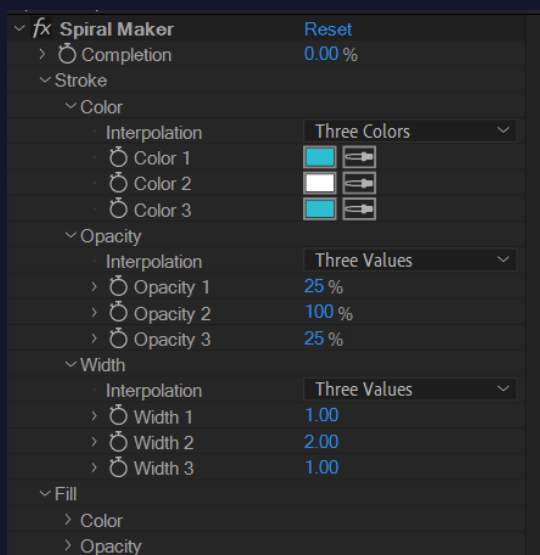 fx Spiral Maker Reset
Completion 0.00 %
Stroke
Color
Interpolation Three Colors
Color 1
Color 2
Color 3
Opacity
Interpolation Three Values
Opacity 1 25 %
Opacity 2 100 %
Opacity 3 25 %
Width
Interpolation Three Values
Width 1 1.00
Width 2 2.00
Width 3 1.00
Fill
Color
Opacity